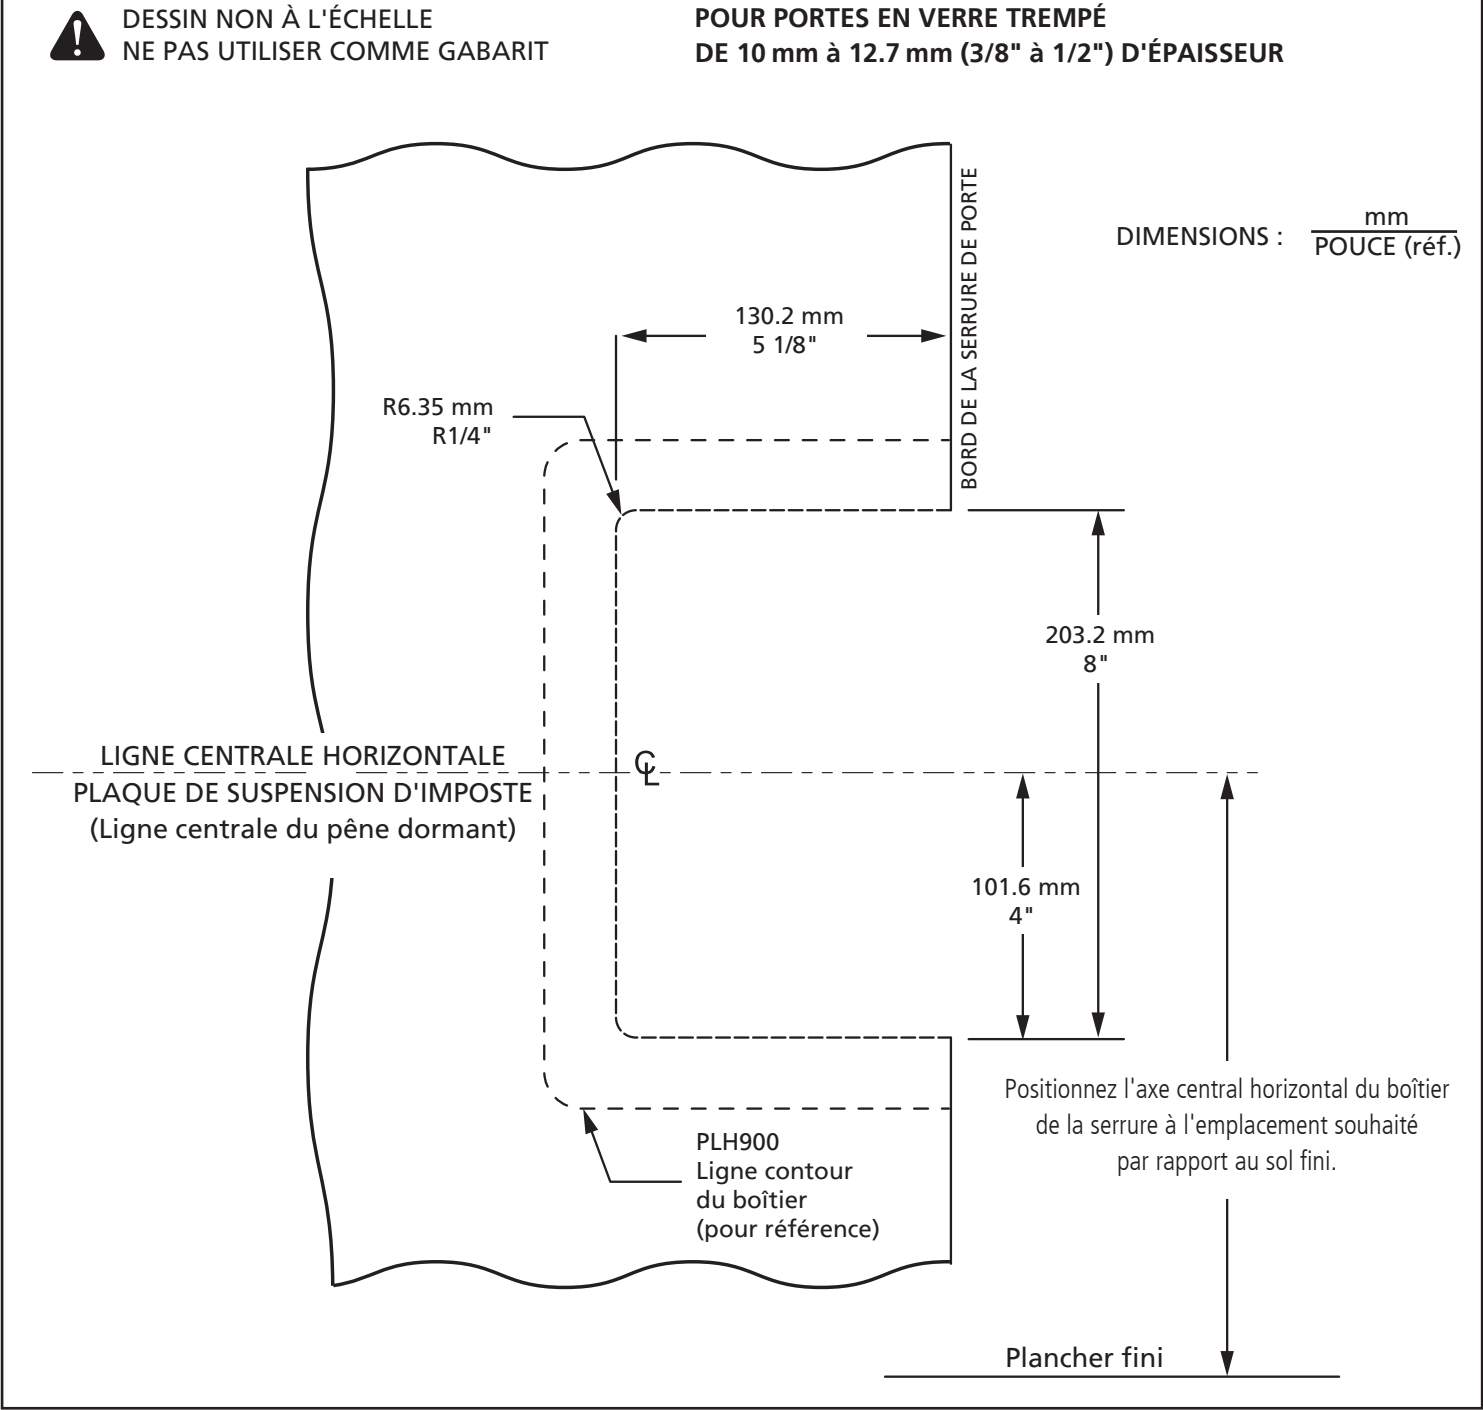 DESSIN NON À L'ÉCHELLE
NE PAS UTILISER COMME GABARIT
POUR PORTES EN VERRE TREMPÉ
DE 10 mm à 12.7 mm (3/8" à 1/2") D'ÉPAISSEUR
BORD DE LA SERRURE DE PORTE
DIMENSIONS :
mm
POUCE (réf.)
130.2 mm
5 1/8"
R6.35 mm
R1/4"
203.2 mm
8"
LIGNE CENTRALE HORIZONTALE
PLAQUE DE SUSPENSION D'IMPOSTE
(Ligne centrale du pêne dormant)
℄
101.6 mm
4"
Positionnez l'axe central horizontal du boîtier
de la serrure à l'emplacement souhaité
par rapport au sol fini.
PLH900
Ligne contour
du boîtier
(pour référence)
Plancher fini